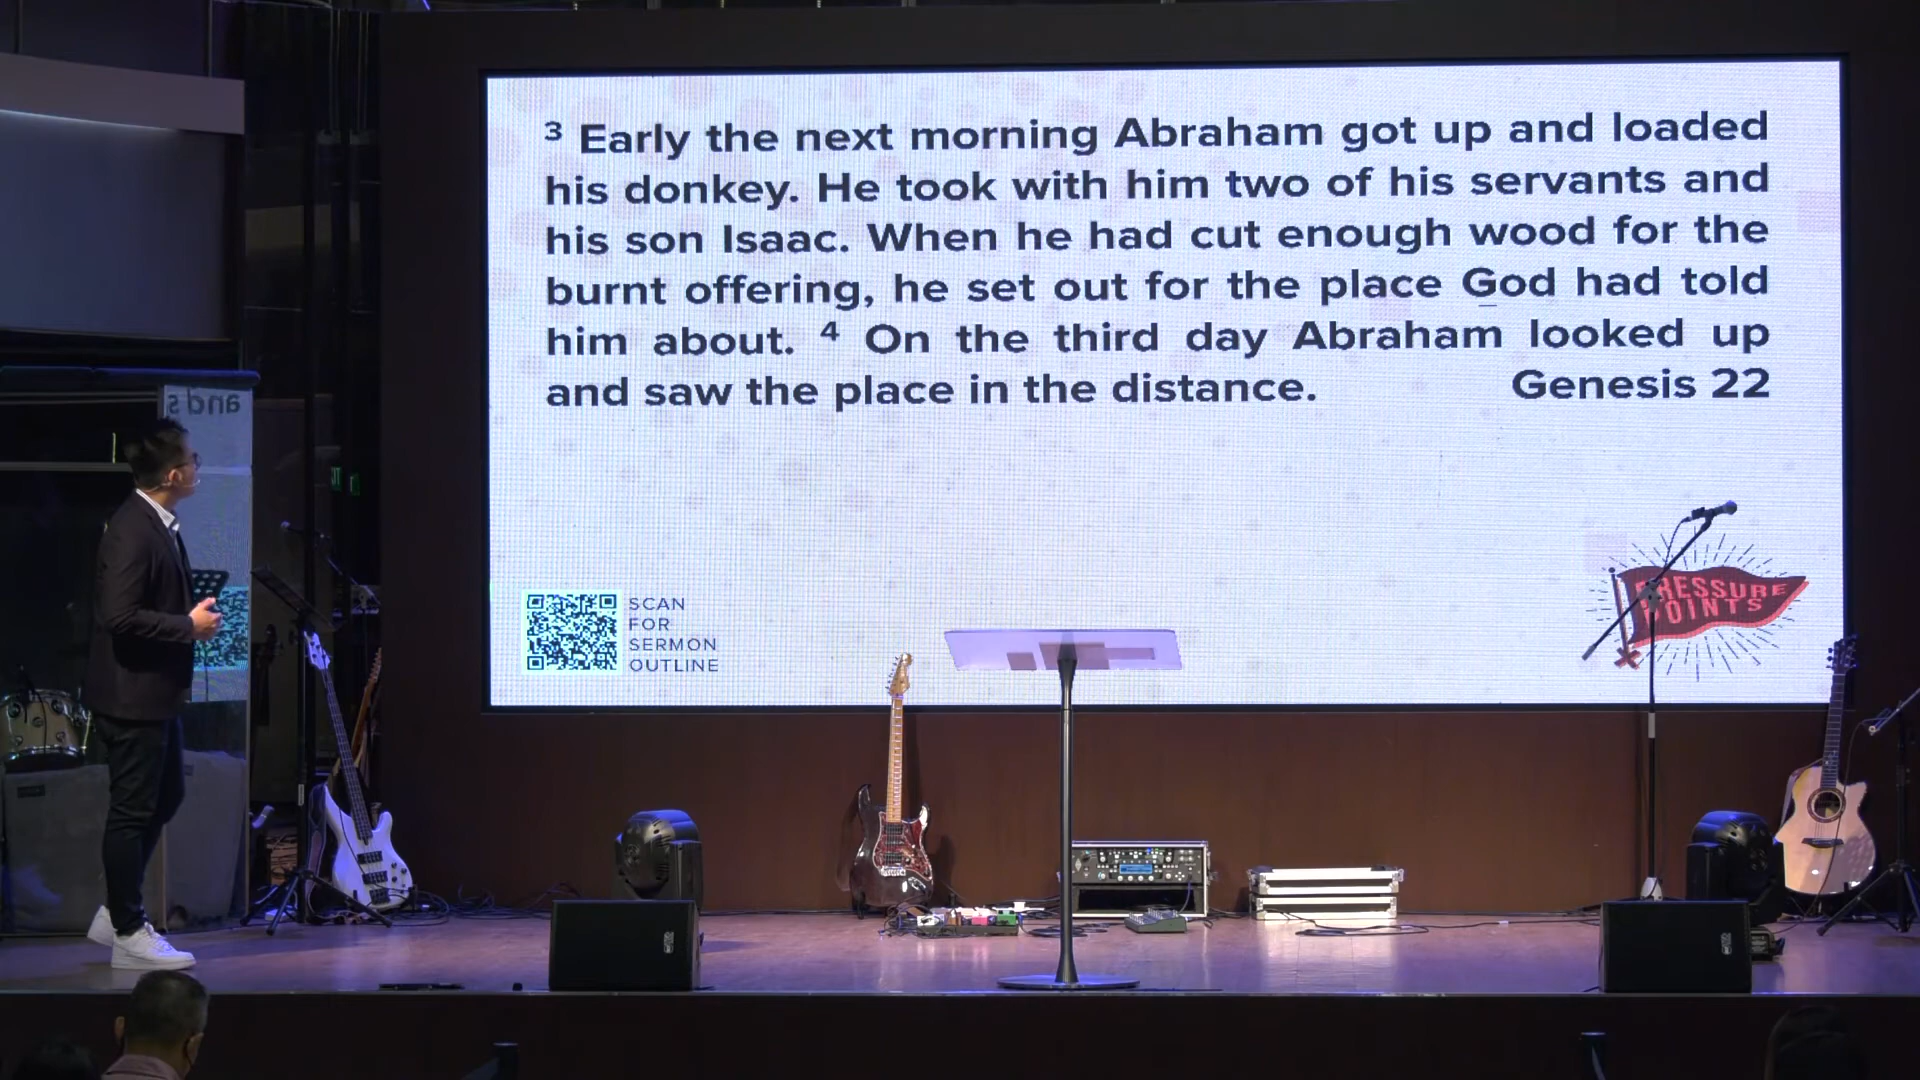 ³ Early the next morning Abraham got up and loaded
his donkey. He took with him two of his servants and
his son Isaac. When he had cut enough wood for the
burnt offering, he set out for the place God had told
him about. ⁴ On the third day Abraham looked up
and saw the place in the distance. Genesis 22
and s
SCAN
FOR
SERMON
OUTLINE
PRESSURE
POINTS